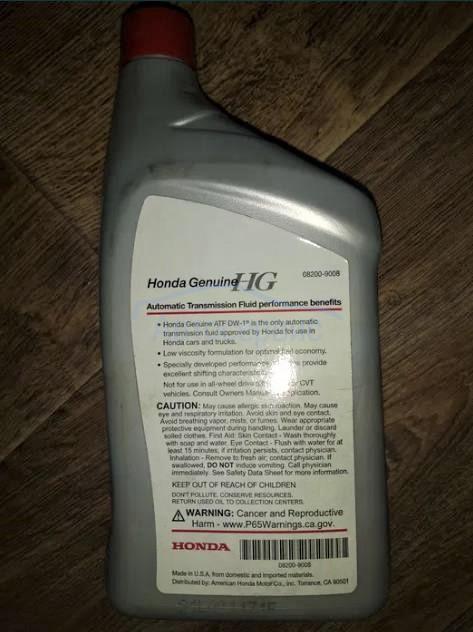 Honda Genuine HG
08200-9008
Automatic Transmission Fluid performance benefits
• Honda Genuine ATF DW-1® is the only automatic
transmission fluid approved by Honda for use in
Honda cars and trucks.
• Low viscosity formulation for optimal fuel economy.
• Specially developed performance provide
excellent shifting characteristics.
Not for use in all-wheel drive or CVT
vehicles. Consult Owners Manual application.
CAUTION: May cause allergic skin reaction. May cause
eye and respiratory irritation. Avoid skin and eye contact.
Avoid breathing vapor, mists, or fumes. Wear appropriate
protective equipment during handling. Launder or discard
soiled clothes. First Aid: Skin Contact - Wash thoroughly
with soap and water. Eye Contact - Flush with water for at
least 15 minutes; if irritation persists, contact physician.
Inhalation - Remove to fresh air; contact physician. If
swallowed, DO NOT induce vomiting. Call physician
immediately. See Safety Data Sheet for more information.
KEEP OUT OF REACH OF CHILDREN
DON'T POLLUTE. CONSERVE RESOURCES.
RETURN USED OIL TO COLLECTION CENTERS.
WARNING: Cancer and Reproductive
Harm - www.P65Warnings.ca.gov.
HONDA
08200-9008
Made in U.S.A. from domestic and imported materials.
Distributed by: American Honda Motor Co., Inc. Torrance, CA 90501